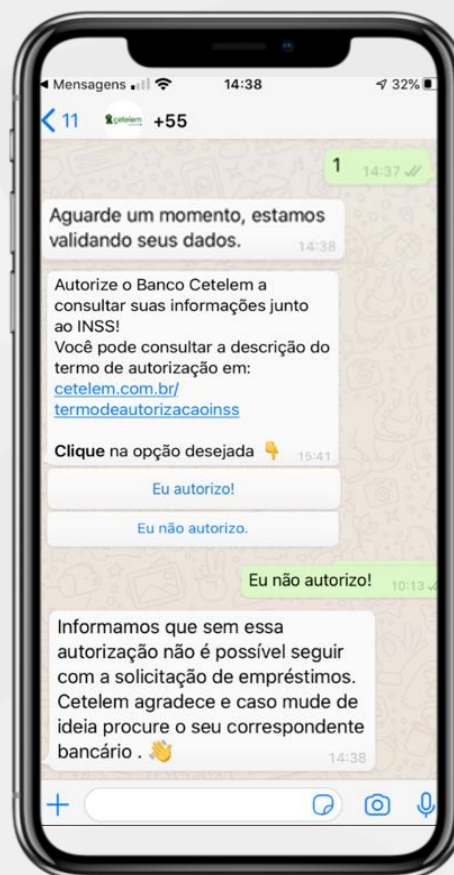 Mensagens 14:38 32%
11 cetelem +55
1 14:37
Aguarde um momento, estamos
validando seus dados. 14:38
Autorize o Banco Cetelem a
consultar suas informações junto
ao INSS!
Você pode consultar a descrição do
termo de autorização em:
cetelem.com.br/
termodeautorizacaoinss
Clique na opção desejada 👇 15:41
Eu autorizo!
Eu não autorizo.
Eu não autorizo! 10:13
Informamos que sem essa
autorização não é possível seguir
com a solicitação de empréstimos.
Cetelem agradece e caso mude de
ideia procure o seu correspondente
bancário . 👋 14:38